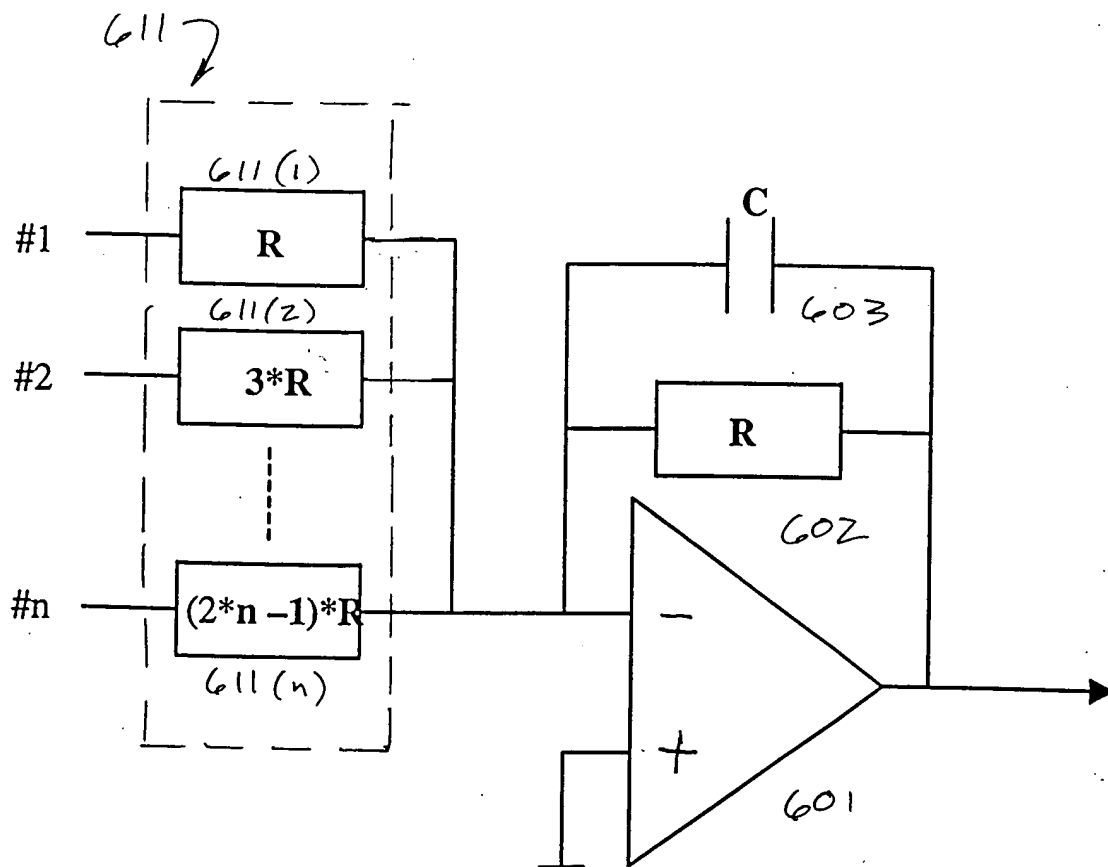 611
611(1)
#1
R
C
611(2)
603
#2
3*R
R
602
#n
(2*n –1)*R
–
611(n)
+
601